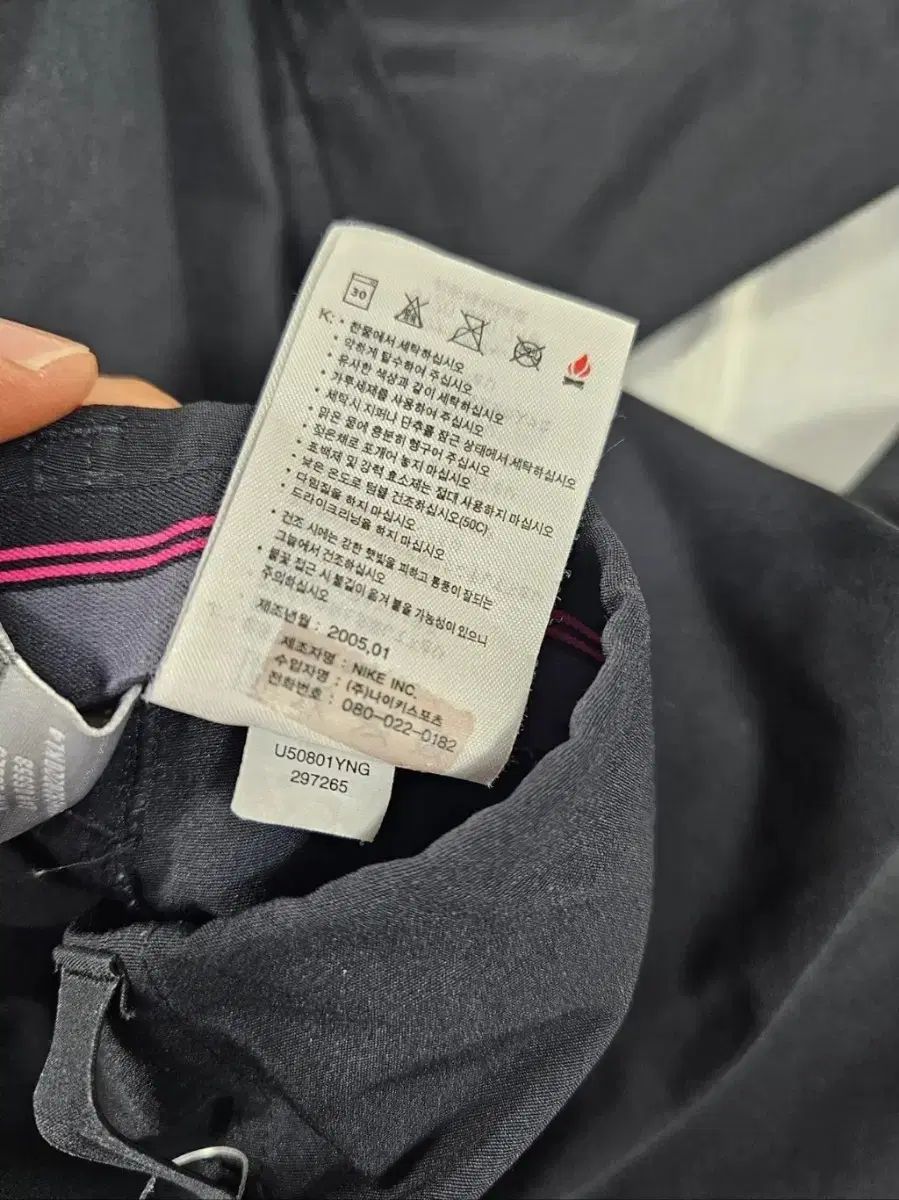 30
K: • 찬물에서 세탁하십시오
• 약하게 탈수하여 주십시오
• 유사한 색상과 같이 세탁하십시오
• 가루세제를 사용하여 주십시오
• 세탁시 지퍼나 단추를 잠근 상태에서 세탁하십시오
• 맑은 물에 충분히 헹구어 주십시오
• 젖은채로 포개어 놓지 마십시오
• 표백제 및 강력 효소제는 절대 사용하지 마십시오
• 낮은 온도로 텀블 건조하십시오(50C)
• 다림질을 하지 마십시오
• 드라이크리닝을 하지 마십시오
• 건조 시에는 강한 햇빛을 피하고 통풍이 잘되는
그늘에서 건조하십시오
• 불꽃 접근 시 불길이 옮겨 붙을 가능성이 있으니
주의하십시오
제조년월 : 2005.01
제조자명 : NIKE INC.
수입자명 : (주)나이키스포츠
전화번호 : 080-022-0182
U50801YNG
297265